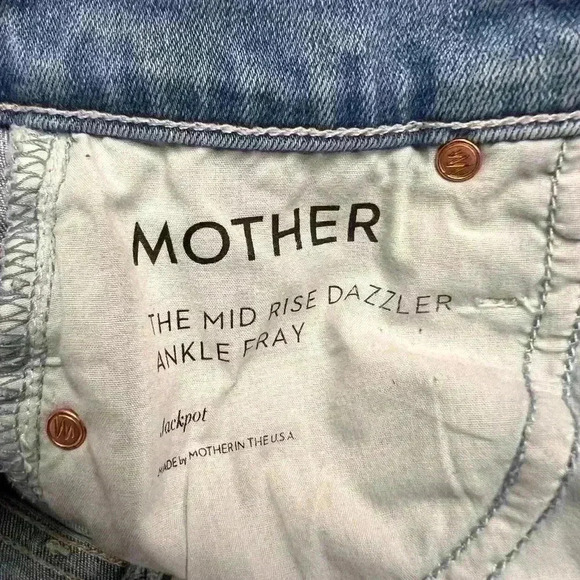 MOTHER
THE MID RISE DAZZLER
ANKLE FRAY
Jackpot
MADE by MOTHER IN THE U.S.A.